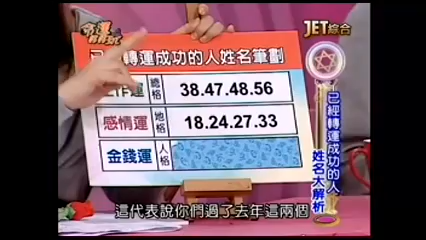 JET綜合
已經轉運成功的人姓名筆劃
運
總格
38.47.48.56
感情運
地格
18.24.27.33
金錢運
人格
已經轉運成功的人
姓名大解析
這代表說你們過了去年這兩個